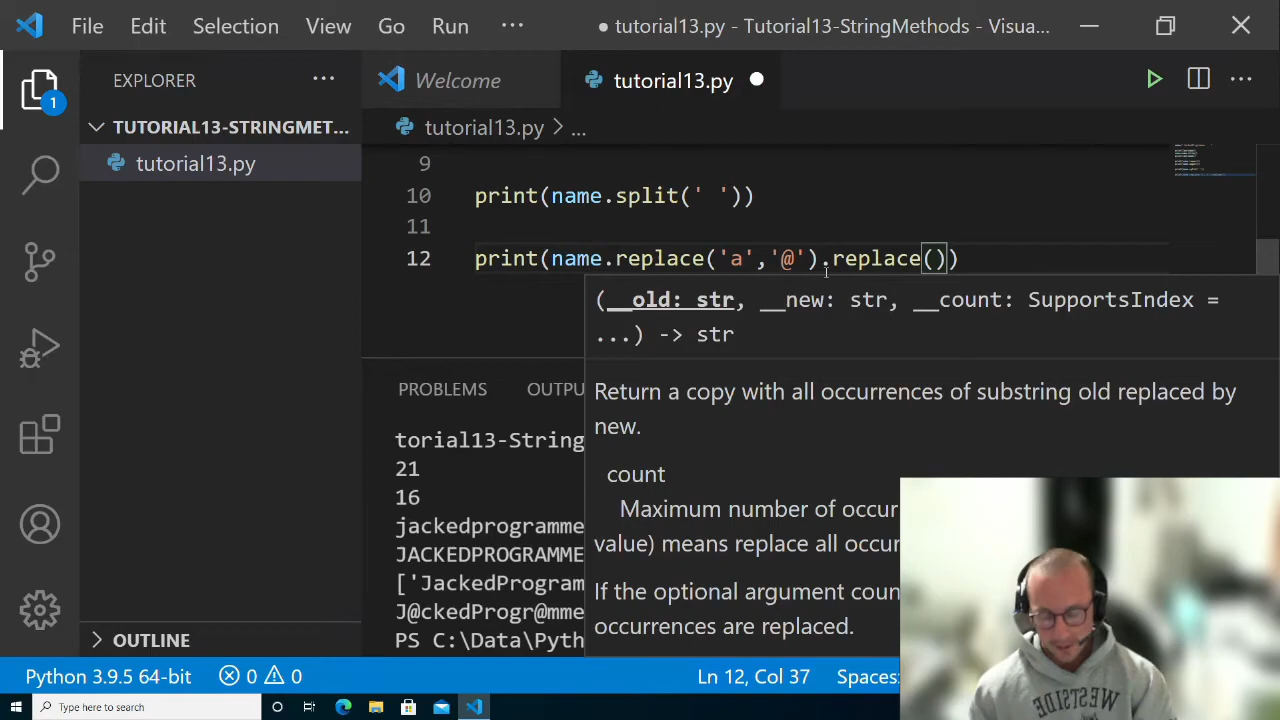 File Edit Selection View Go Run ... ● tutorial13.py - Tutorial13-StringMethods - Visua...
EXPLORER ...
Welcome
tutorial13.py ●
TUTORIAL13-STRINGMET...
tutorial13.py
tutorial13.py > ...
9
10 print(name.split(' '))
11
12 print(name.replace('a','@').replace())
(__old: str, __new: str, __count: SupportsIndex =
...) -> str
Return a copy with all occurrences of substring old replaced by
new.
count
Maximum number of occur
value) means replace all occur
If the optional argument coun
occurrences are replaced.
PROBLEMS OUTPU
torial13-String
21
16
jackedprogramme
JACKEDPROGRAMME
['JackedProgram
J@ckedProgr@mme
PS C:\Data\Pyth
1
OUTLINE
WESTSIDE
Python 3.9.5 64-bit 0 0 Ln 12, Col 37 Spaces:
Type here to search